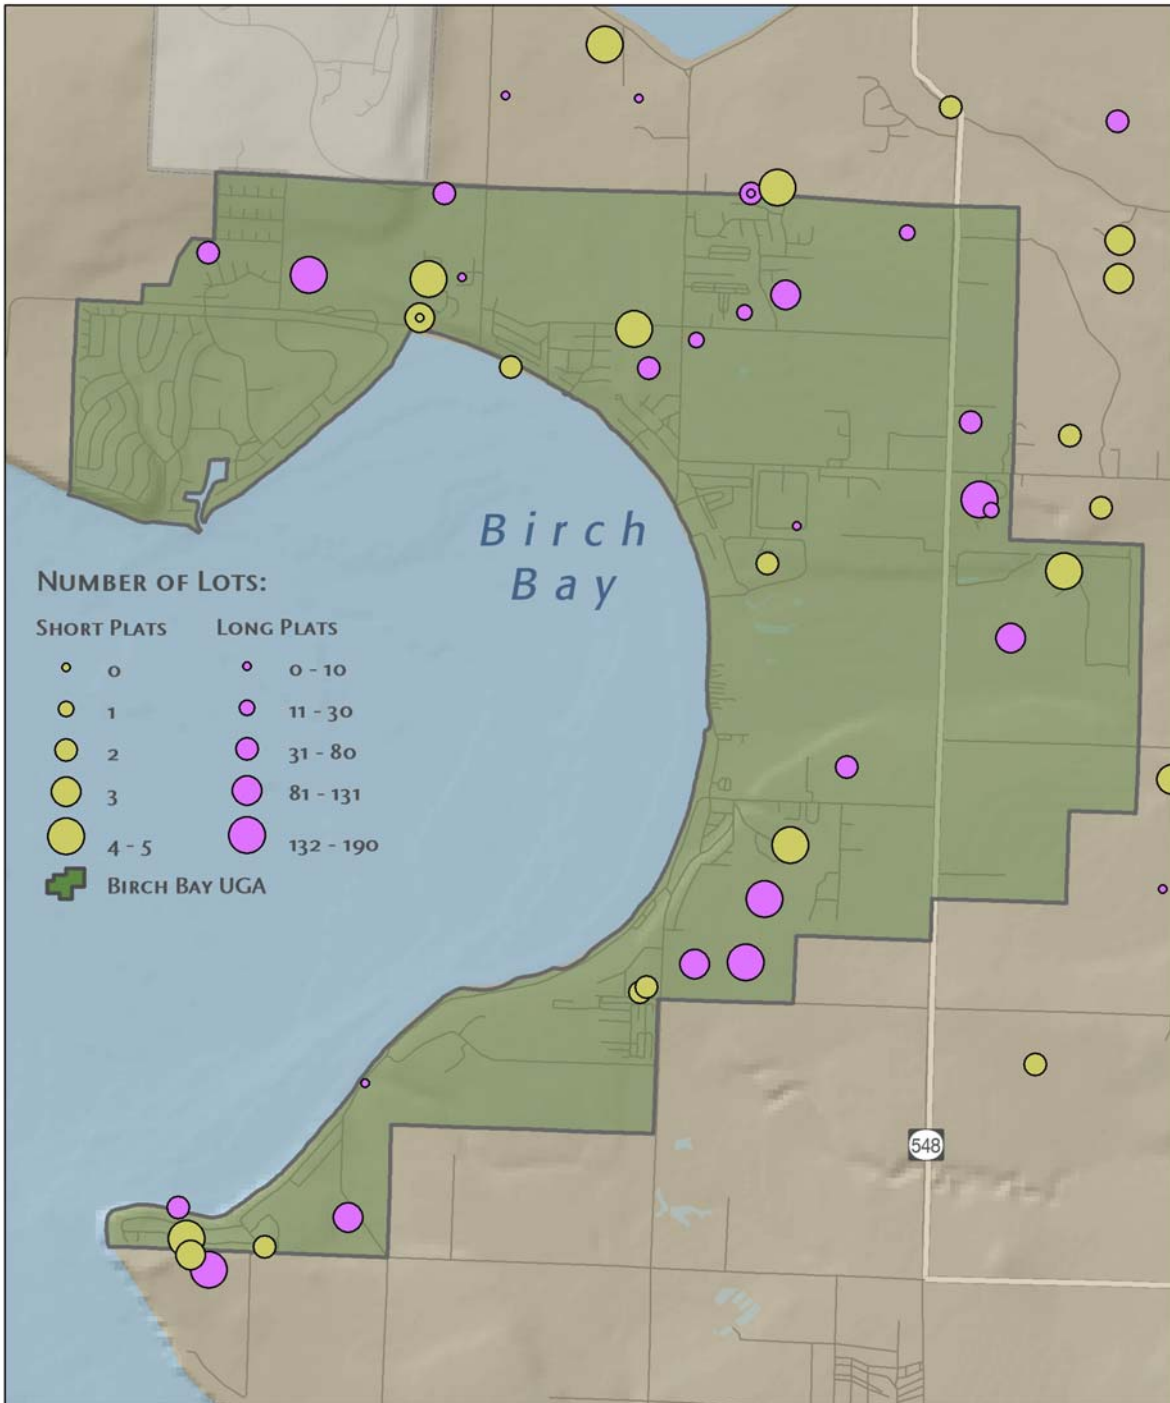 Birch
Bay
NUMBER OF LOTS:
SHORT PLATS LONG PLATS
0 0 - 10
1 11 - 30
2 31 - 80
3 81 - 131
4 - 5 132 - 190
BIRCH BAY UGA
548